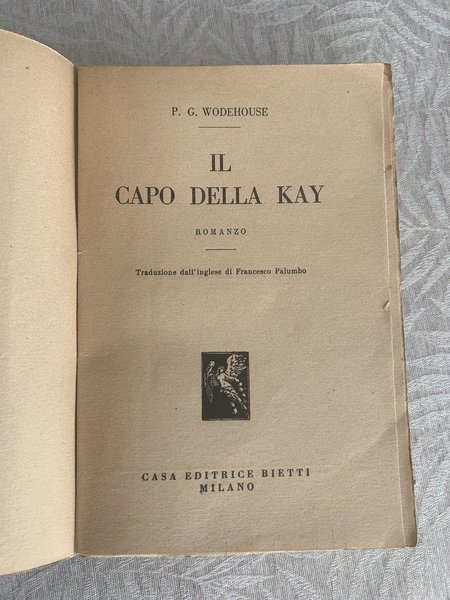 P. G. WODEHOUSE
IL
CAPO DELLA KAY
ROMANZO
Traduzione dall'inglese di Francesco Palumbo
CASA EDITRICE BIETTI
MILANO